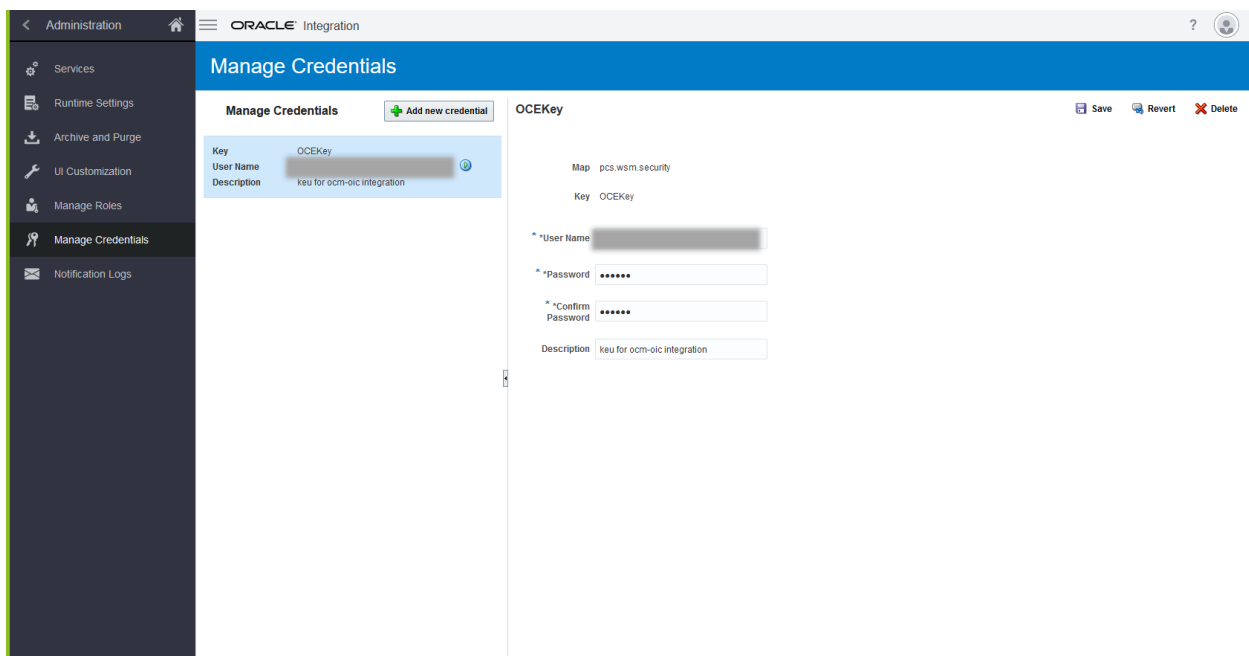 Administration
ORACLE Integration
?
Services
Runtime Settings
Archive and Purge
UI Customization
Manage Roles
Manage Credentials
Notification Logs
Manage Credentials
Manage Credentials
Add new credential
Key OCEKey
User Name
Description keu for ocm-oic integration
OCEKey
Save Revert Delete
Map pcs.wsm.security
Key OCEKey
* *User Name
* *Password ••••••
* *Confirm
Password ••••••
Description keu for ocm-oic integration